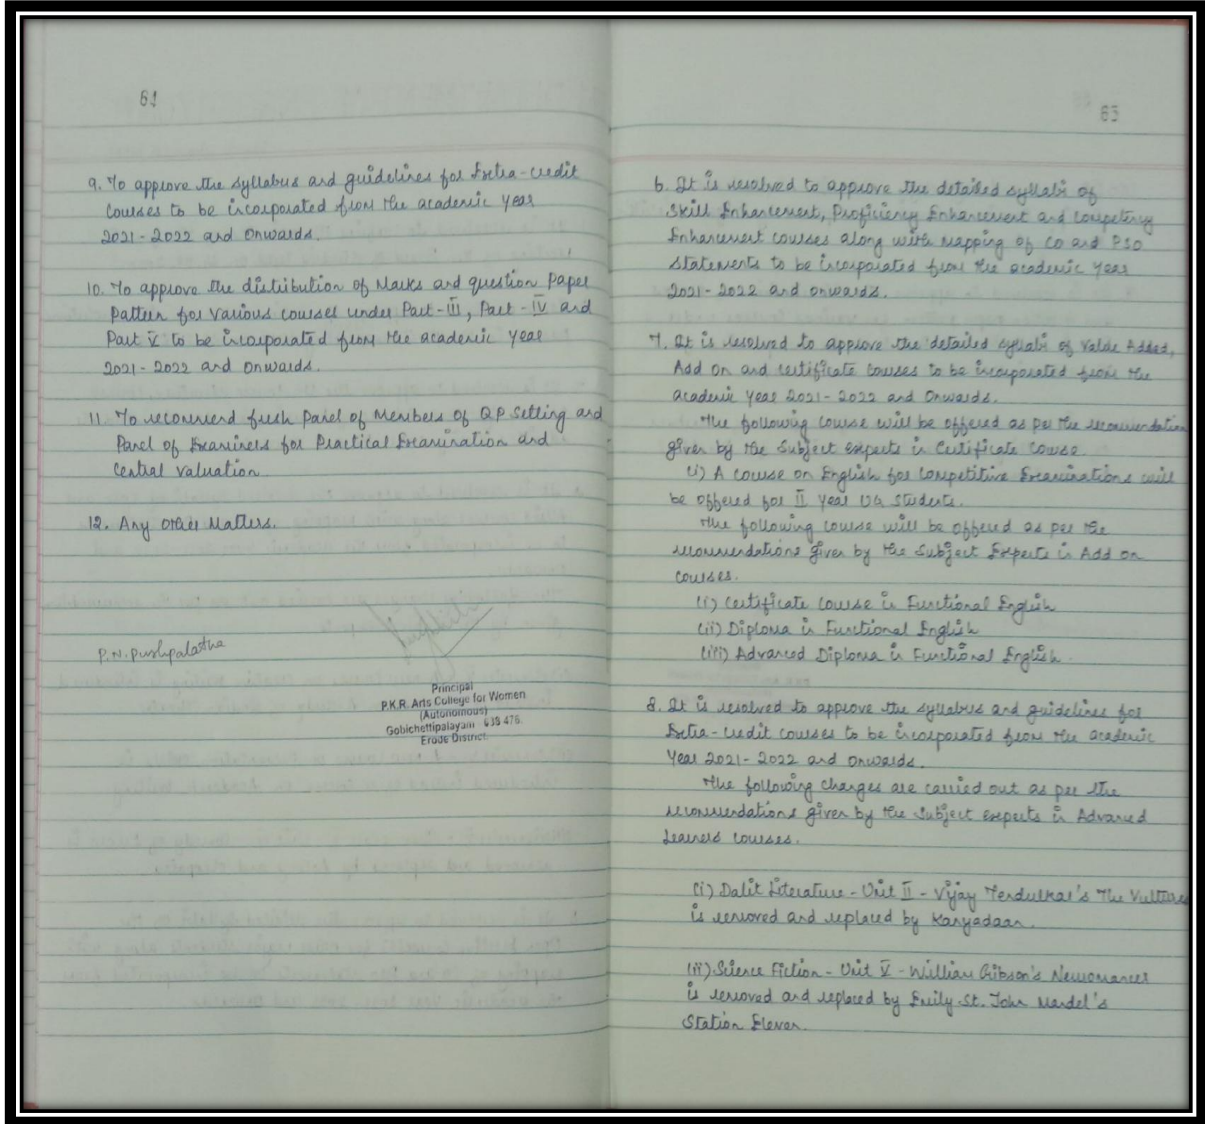 61
9. To approve the syllabus and guidelines for Extra-credit
courses to be incorporated from the academic year
2021-2022 and onwards.
10. To approve the distribution of Marks and question Paper
Pattern for various courses under Part-III, Part-IV and
Part V to be incorporated from the academic year
2021-2022 and onwards.
11. To recommend fresh Panel of Members of QP Setting and
Panel of Examiners for Practical Examination and
Central valuation.
12. Any other Matters.
P.N. Pushpalatha
Principal
P.K.R. Arts College for Women
(Autonomous)
Gobichettipalayam 638 476.
Erode District.
63
6. It is resolved to approve the detailed syllabi of
Skill Enhancement, Proficiency Enhancement and Competency
Enhancement courses along with Mapping of CO and PSO
Statements to be incorporated from the academic year
2021-2022 and onwards.
7. It is resolved to approve the detailed syllabi of Value Added,
Add on and certificate courses to be incorporated from the
academic year 2021-2022 and onwards.
The following course will be offered as per the recommendation
given by the subject experts in Certificate Course.
(i) A course on English for Competitive Examinations will
be offered for II year UG students.
The following course will be offered as per the
recommendations given by the Subject Experts in Add on
courses.
(i) Certificate Course in Functional English
(ii) Diploma in Functional English
(iii) Advanced Diploma in Functional English.
8. It is resolved to approve the syllabus and guidelines for
Extra-credit courses to be incorporated from the academic
year 2021-2022 and onwards.
The following changes are carried out as per the
recommendations given by the subject experts in Advanced
Learners courses.
(i) Dalit Literature - Unit II - Vijay Tendulkar's The Vultures
is removed and replaced by Kanyadaan.
(ii) Science Fiction - Unit V - William Gibson's Neuromancer
is removed and replaced by Emily St. John Mandel's
Station Eleven.